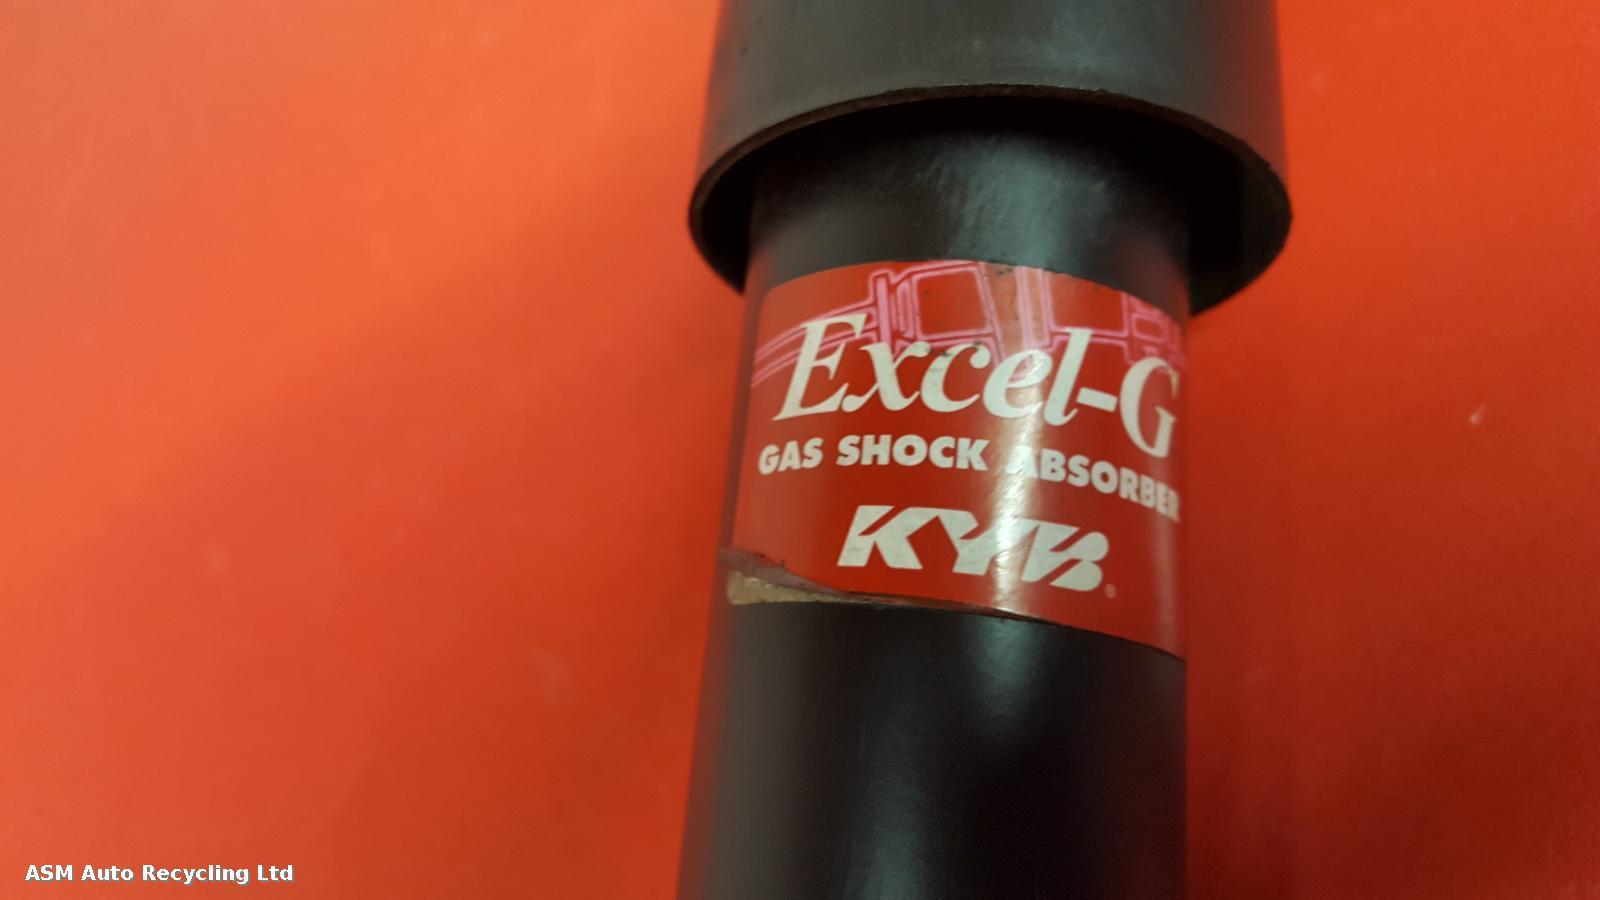 Excel-G
GAS SHOCK ABSORBER
KYB®
ASM Auto Recycling Ltd